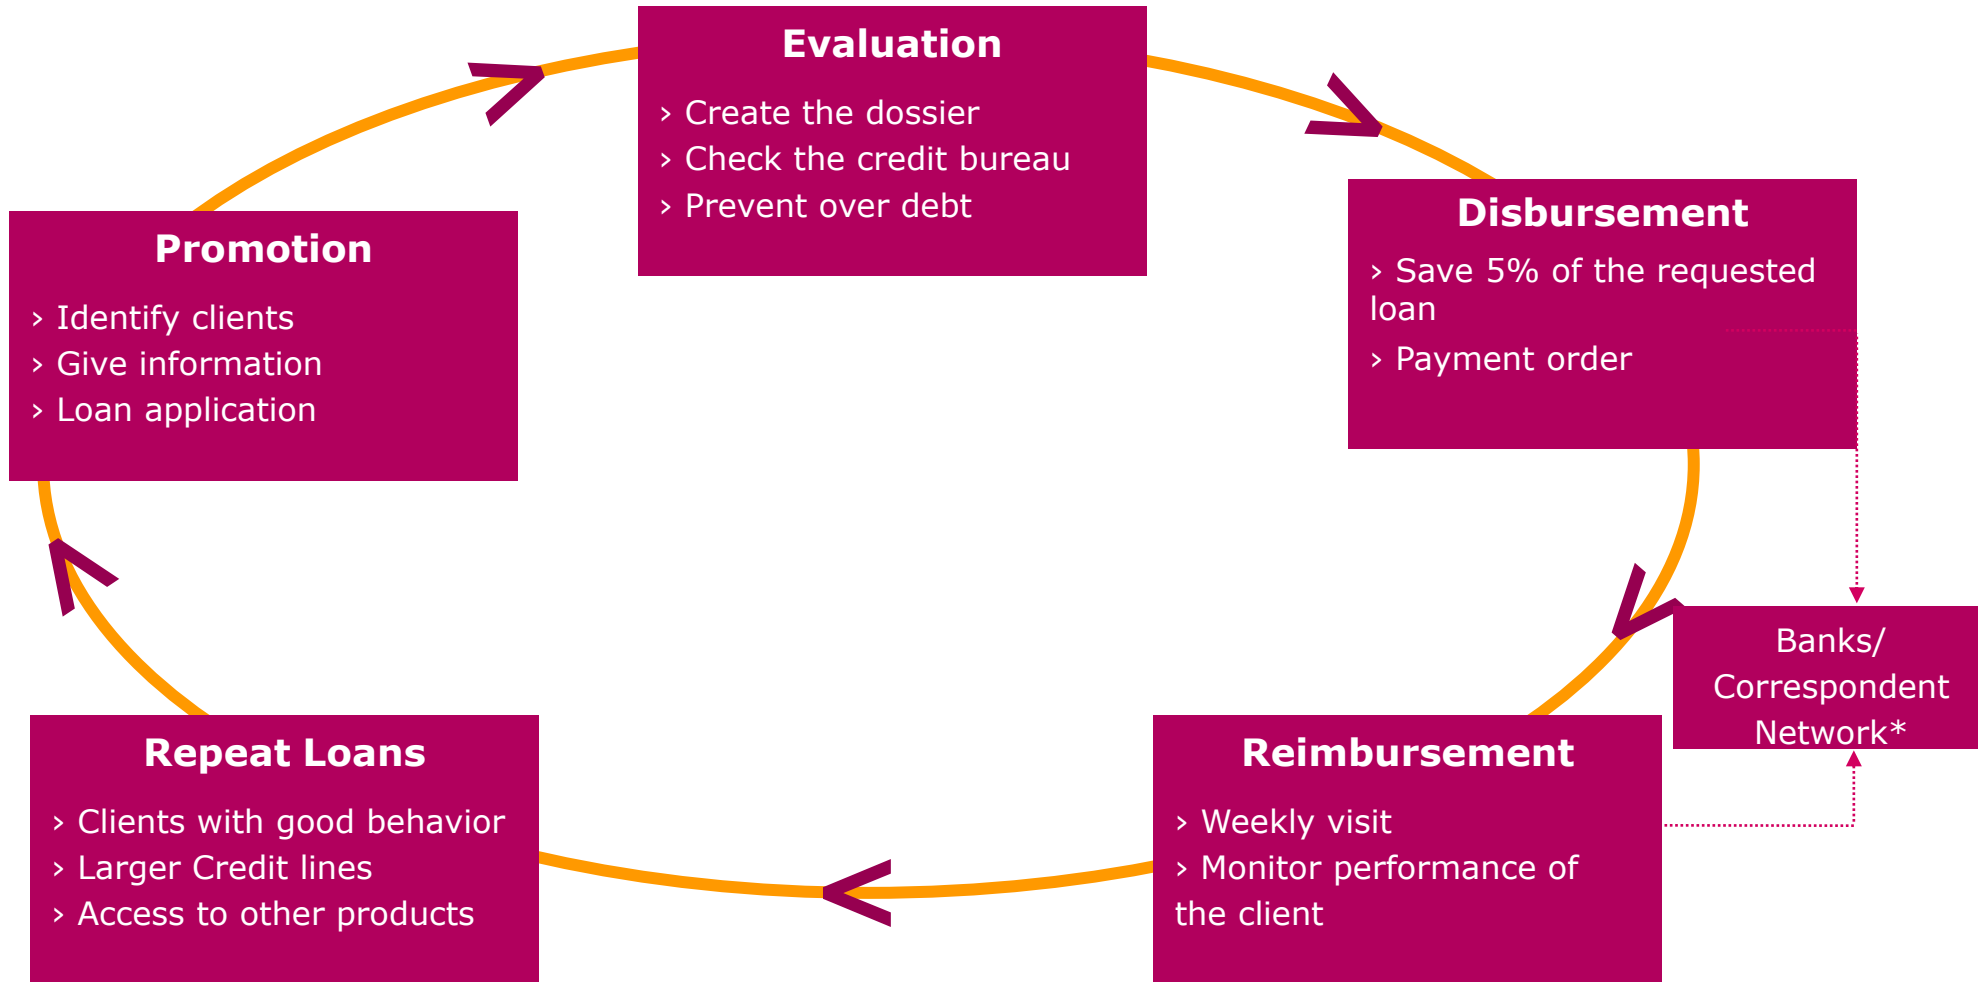 Evaluation
› Create the dossier
› Check the credit bureau
› Prevent over debt
Disbursement
› Save 5% of the requested
loan
› Payment order
Promotion
› Identify clients
› Give information
› Loan application
Banks/
Correspondent
Network*
Reimbursement
› Weekly visit
› Monitor performance of
the client
Repeat Loans
› Clients with good behavior
› Larger Credit lines
› Access to other products